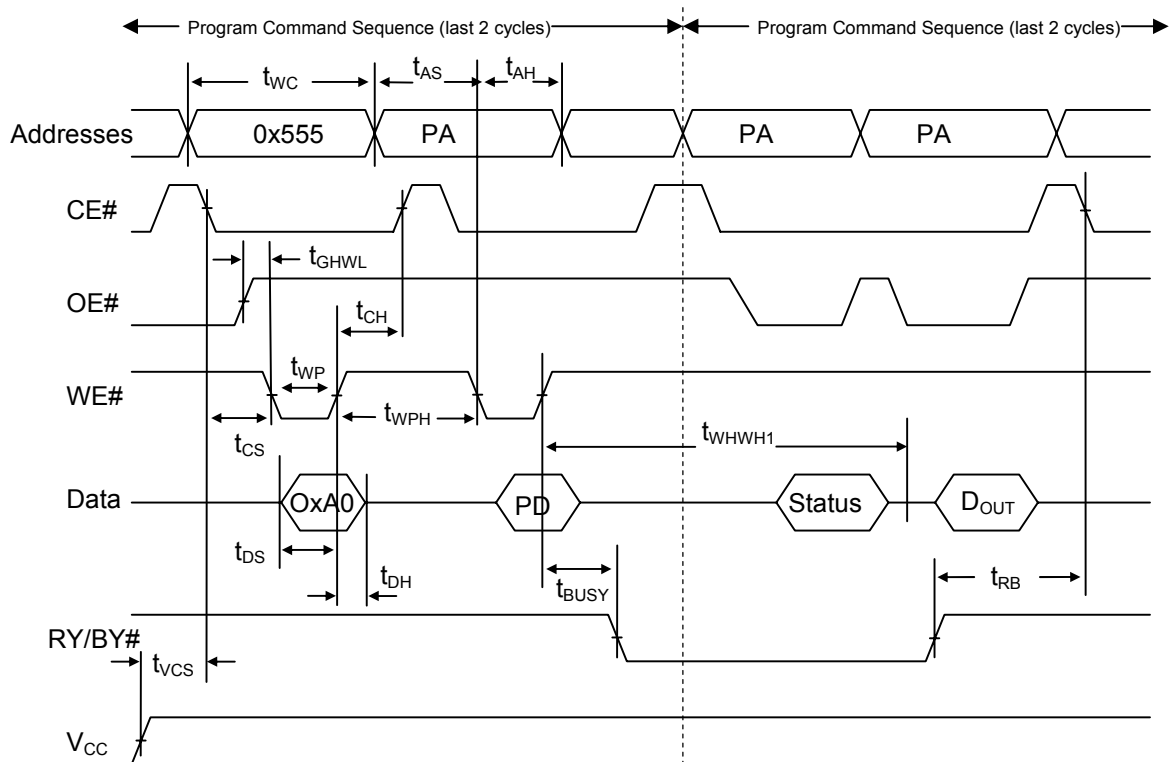 Program Command Sequence (last 2 cycles) Program Command Sequence (last 2 cycles)
tWC tAS tAH
Addresses 0x555 PA PA PA
CE#
tGHWL
OE#
tCH
tWP
WE#
tWPH
tCS tWHWH1
Data OxA0 PD Status DOUT
tDS tDH tBUSY tRB
RY/BY#
tVCS
VCC